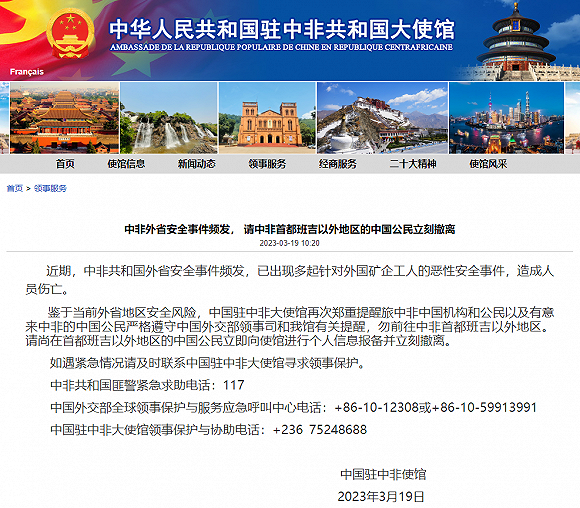 中华人民共和国驻中非共和国大使馆
AMBASSADE DE LA REPUBLIQUE POPULAIRE DE CHINE EN REPUBLIQUE CENTRAFRICAINE
Français
首页 使馆信息 新闻动态 领事服务 经商服务 二十大精神 使馆风采
首页 > 领事服务
中非外省安全事件频发， 请中非首都班吉以外地区的中国公民立刻撤离
2023-03-19 10:20
近期，中非共和国外省安全事件频发，已出现多起针对外国矿企工人的恶性安全事件，造成人
员伤亡。
鉴于当前外省地区安全风险，中国驻中非大使馆再次郑重提醒旅中非中国机构和公民以及有意
来中非的中国公民严格遵守中国外交部领事司和我馆有关提醒，勿前往中非首都班吉以外地区。
请尚在首都班吉以外地区的中国公民立即向使馆进行个人信息报备并立刻撤离。
如遇紧急情况请及时联系中国驻中非大使馆寻求领事保护。
中非共和国匪警紧急求助电话：117
中国外交部全球领事保护与服务应急呼叫中心电话：+86-10-12308或+86-10-59913991
中国驻中非大使馆领事保护与协助电话：+236 75248688
中国驻中非使馆
2023年3月19日